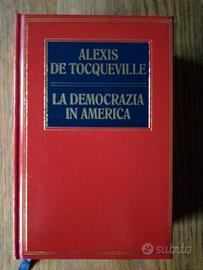 ALEXIS
DE TOCQUEVILLE
LA DEMOCRAZIA
IN AMERICA
subito